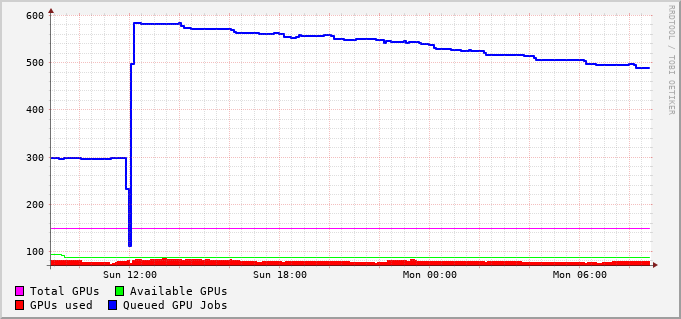 600
500
400
300
200
100
Sun 12:00 Sun 18:00 Mon 00:00 Mon 06:00
Total GPUs Available GPUs
GPUs used Queued GPU Jobs
RRDTOOL / TOBI OETIKER